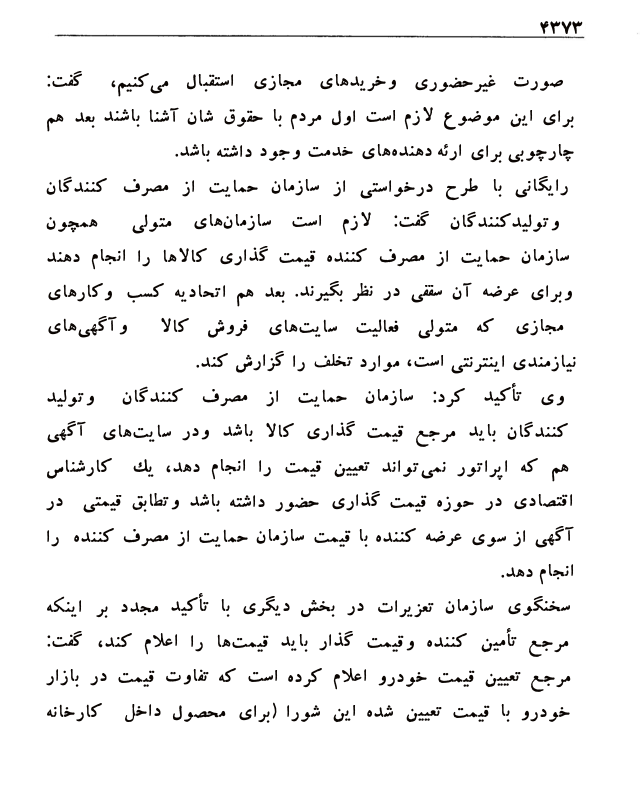 ۴۳۷۳
صورت غیرحضوری وخریدهای مجازی استقبال می‌کنیم، گفت:
برای این موضوع لازم است اول مردم با حقوق شان آشنا باشند بعد هم
چارچوبی برای ارئه دهنده‌های خدمت وجود داشته باشد.
رایگانی با طرح درخواستی از سازمان حمایت از مصرف کنندگان
وتولیدکنندگان گفت: لازم است سازمان‌های متولی همچون
سازمان حمایت از مصرف کننده قیمت گذاری کالاها را انجام دهند
وبرای عرضه آن سقفی در نظر بگیرند. بعد هم اتحادیه کسب وکارهای
مجازی که متولی فعالیت سایت‌های فروش کالا وآگهی‌های
نیازمندی اینترنتی است، موارد تخلف را گزارش کند.
وی تأکید کرد: سازمان حمایت از مصرف کنندگان وتولید
کنندگان باید مرجع قیمت گذاری کالا باشد ودر سایت‌های آگهی
هم که اپراتور نمی‌تواند تعیین قیمت را انجام دهد، یك کارشناس
اقتصادی در حوزه قیمت گذاری حضور داشته باشد وتطابق قیمتی در
آگهی از سوی عرضه کننده با قیمت سازمان حمایت از مصرف کننده را
انجام دهد.
سخنگوی سازمان تعزیرات در بخش دیگری با تأکید مجدد بر اینکه
مرجع تأمین کننده وقیمت گذار باید قیمت‌ها را اعلام کند، گفت:
مرجع تعیین قیمت خودرو اعلام کرده است که تفاوت قیمت در بازار
خودرو با قیمت تعیین شده این شورا (برای محصول داخل کارخانه